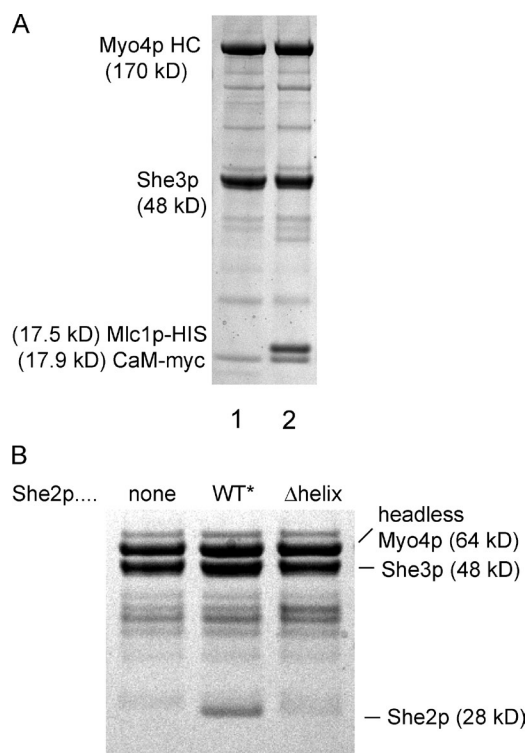 A
Myo4p HC
(170 kD)
She3p
(48 kD)
(17.5 kD) Mlc1p-HIS
(17.9 kD) CaM-myc
1 2
B
She2p.... none WT* Δhelix
headless
Myo4p (64 kD)
She3p (48 kD)
She2p (28 kD)